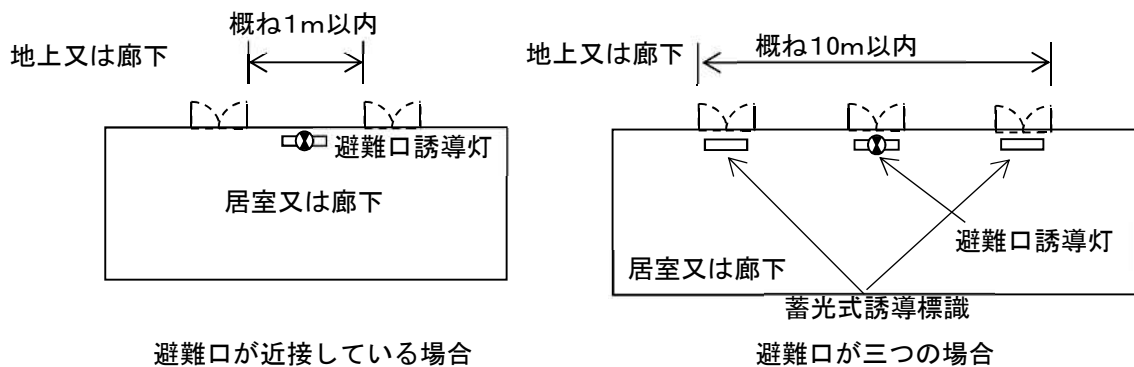 概ね1m以内
地上又は廊下
避難口誘導灯
居室又は廊下
避難口が近接している場合
概ね10m以内
地上又は廊下
避難口誘導灯
居室又は廊下
蓄光式誘導標識
避難口が三つの場合